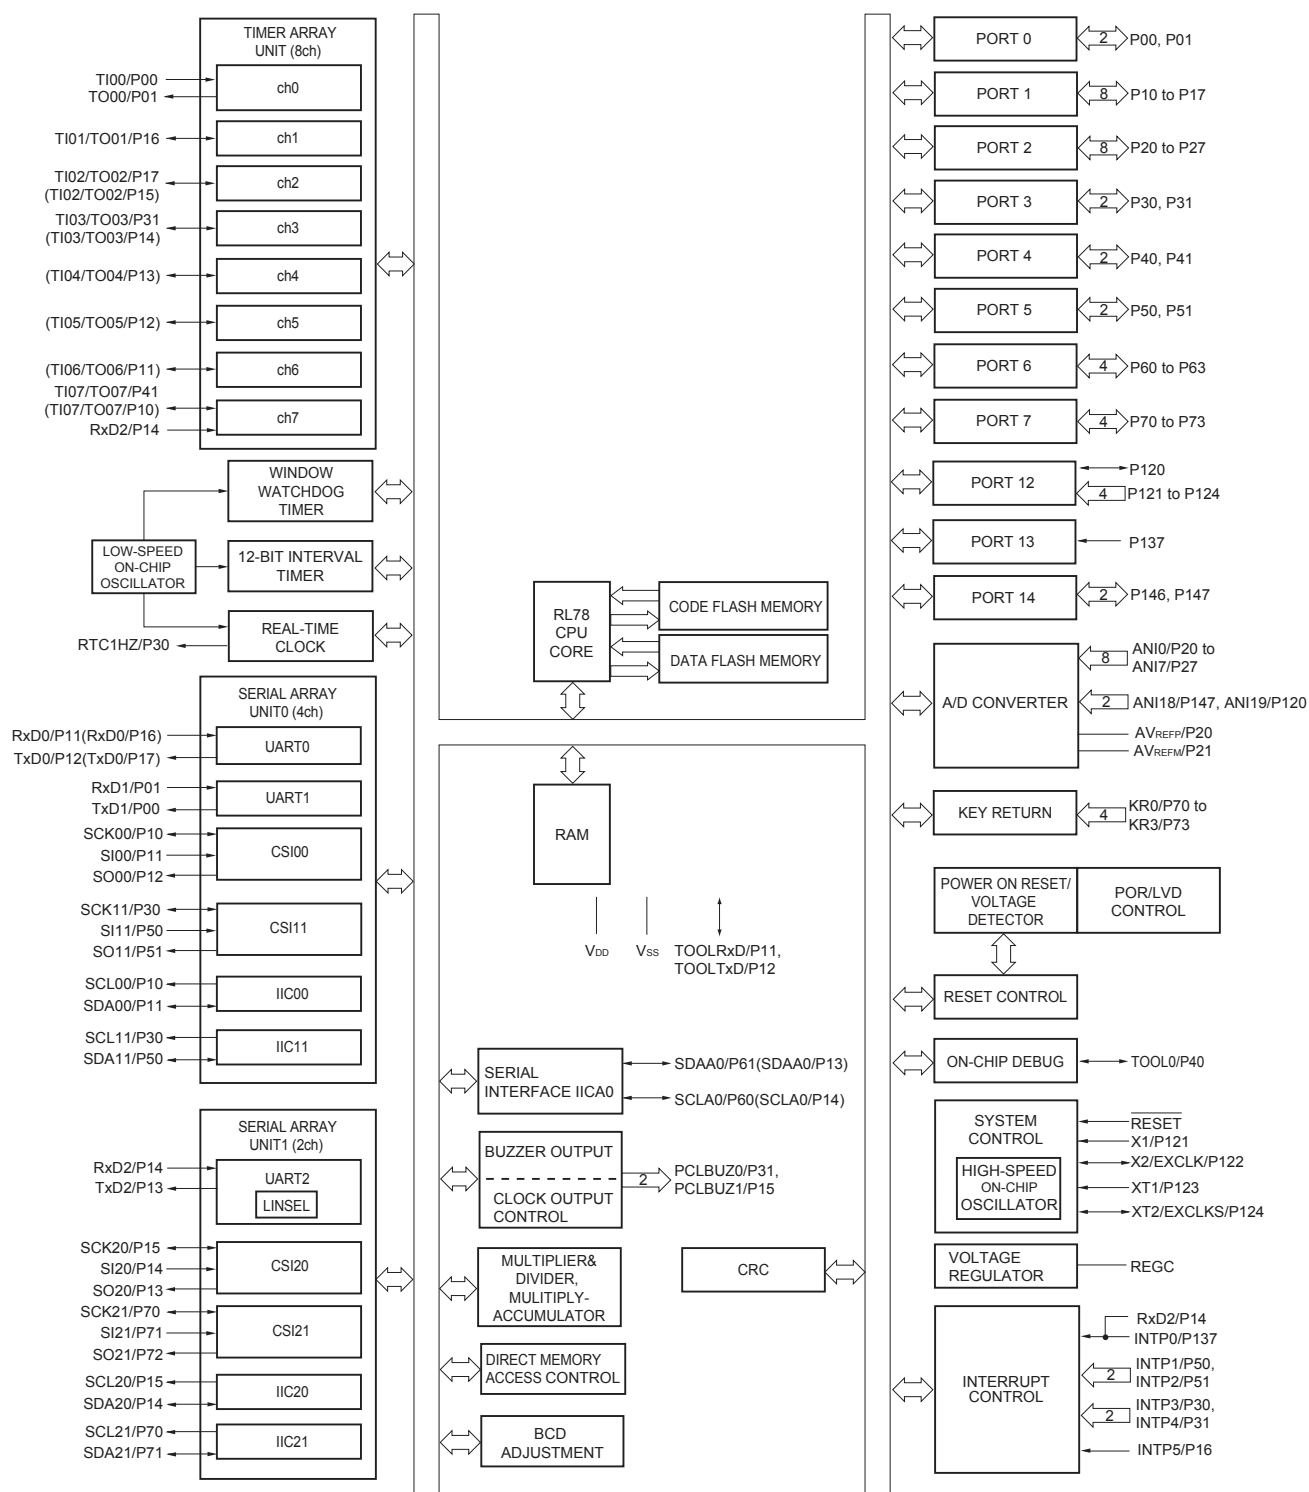 TIMER ARRAY
UNIT (8ch)
TI00/P00
TO00/P01
ch0
TI01/TO01/P16
ch1
TI02/TO02/P17
(TI02/TO02/P15)
ch2
TI03/TO03/P31
(TI03/TO03/P14)
ch3
(TI04/TO04/P13)
ch4
(TI05/TO05/P12)
ch5
(TI06/TO06/P11)
ch6
TI07/TO07/P41
(TI07/TO07/P10)
RxD2/P14
ch7
WINDOW
WATCHDOG
TIMER
LOW-SPEED
ON-CHIP
OSCILLATOR
12-BIT INTERVAL
TIMER
REAL-TIME
CLOCK
RTC1HZ/P30
SERIAL ARRAY
UNIT0 (4ch)
RxD0/P11(RxD0/P16)
TxD0/P12(TxD0/P17)
UART0
RxD1/P01
TxD1/P00
UART1
SCK00/P10
SI00/P11
SO00/P12
CSI00
SCK11/P30
SI11/P50
SO11/P51
CSI11
SCL00/P10
SDA00/P11
IIC00
SCL11/P30
SDA11/P50
IIC11
SERIAL ARRAY
UNIT1 (2ch)
RxD2/P14
TxD2/P13
UART2
LINSEL
SCK20/P15
SI20/P14
SO20/P13
CSI20
SCK21/P70
SI21/P71
SO21/P72
CSI21
SCL20/P15
SDA20/P14
IIC20
SCL21/P70
SDA21/P71
IIC21
RL78
CPU
CORE
CODE FLASH MEMORY
DATA FLASH MEMORY
RAM
VDD
VSS
TOOLRxD/P11,
TOOLTxD/P12
SERIAL
INTERFACE IICA0
SDAA0/P61(SDAA0/P13)
SCLA0/P60(SCLA0/P14)
BUZZER OUTPUT
CLOCK OUTPUT
CONTROL
2
PCLBUZ0/P31,
PCLBUZ1/P15
MULTIPLIER&
DIVIDER,
MULITIPLY-
ACCUMULATOR
CRC
DIRECT MEMORY
ACCESS CONTROL
BCD
ADJUSTMENT
PORT 0
2
P00, P01
PORT 1
8
P10 to P17
PORT 2
8
P20 to P27
PORT 3
2
P30, P31
PORT 4
2
P40, P41
PORT 5
2
P50, P51
PORT 6
4
P60 to P63
PORT 7
4
P70 to P73
PORT 12
P120
4
P121 to P124
PORT 13
P137
PORT 14
2
P146, P147
A/D CONVERTER
8
ANI0/P20 to
ANI7/P27
2
ANI18/P147, ANI19/P120
AVREFP/P20
AVREFM/P21
KEY RETURN
4
KR0/P70 to
KR3/P73
POWER ON RESET/
VOLTAGE
DETECTOR
POR/LVD
CONTROL
RESET CONTROL
ON-CHIP DEBUG
TOOL0/P40
SYSTEM
CONTROL
HIGH-SPEED
ON-CHIP
OSCILLATOR
RESET
X1/P121
X2/EXCLK/P122
XT1/P123
XT2/EXCLKS/P124
VOLTAGE
REGULATOR
REGC
INTERRUPT
CONTROL
RxD2/P14
INTP0/P137
2
INTP1/P50,
INTP2/P51
2
INTP3/P30,
INTP4/P31
INTP5/P16